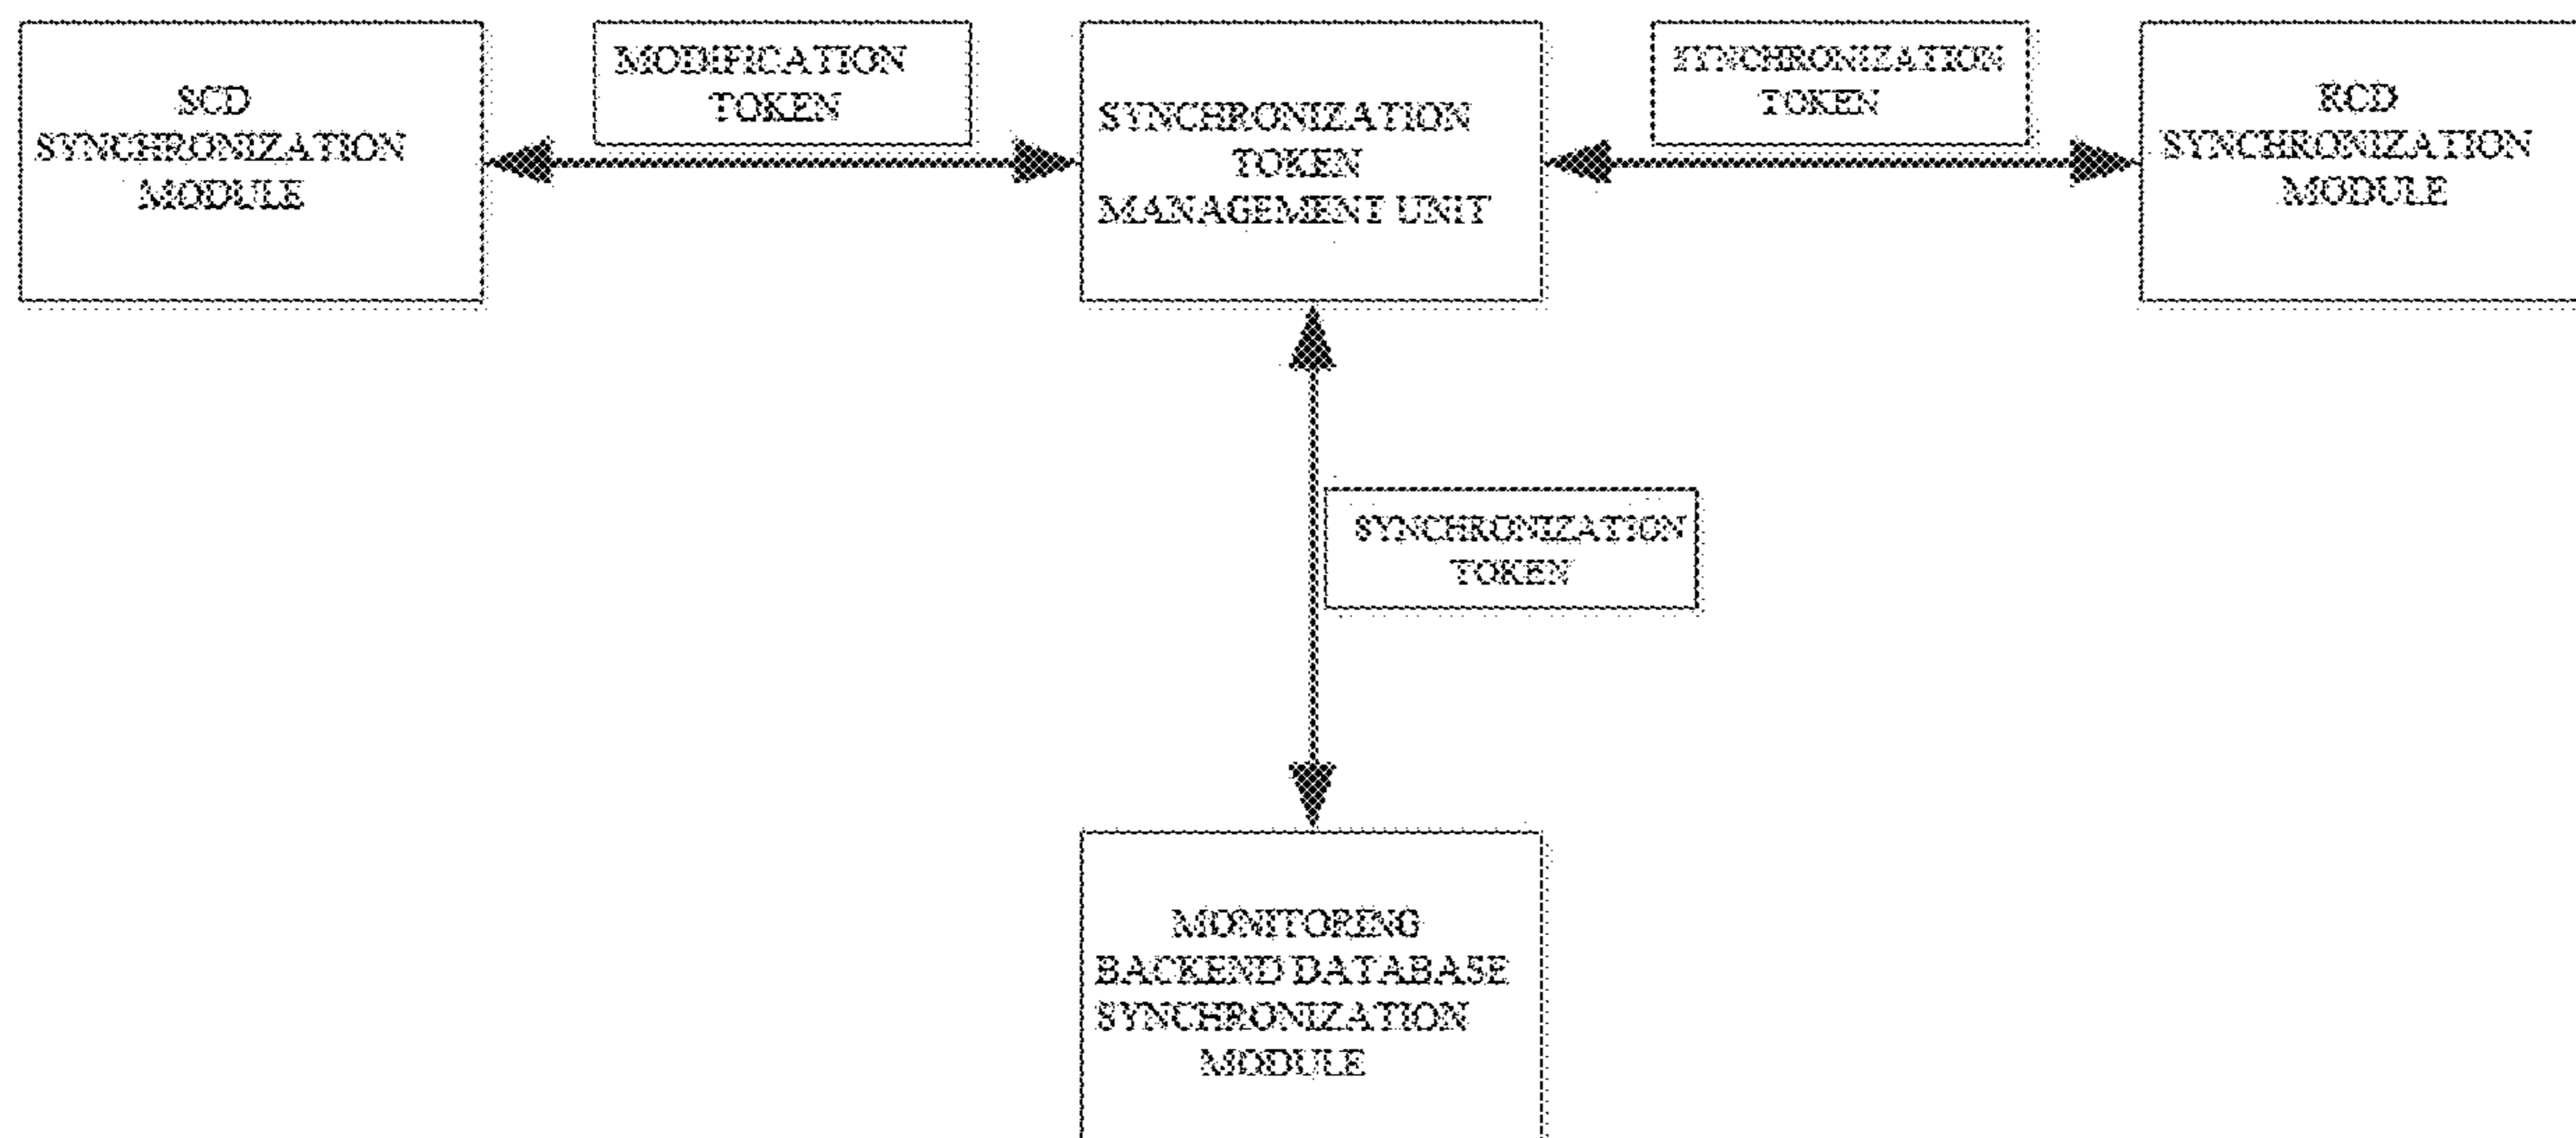 SCD
SYNCHRONIZATION
MODULE
MODIFICATION
TOKEN
SYNCHRONIZATION
TOKEN
MANAGEMENT UNIT
SYNCHRONIZATION
TOKEN
RCD
SYNCHRONIZATION
MODULE
SYNCHRONIZATION
TOKEN
MONITORING
BACKEND DATABASE
SYNCHRONIZATION
MODULE